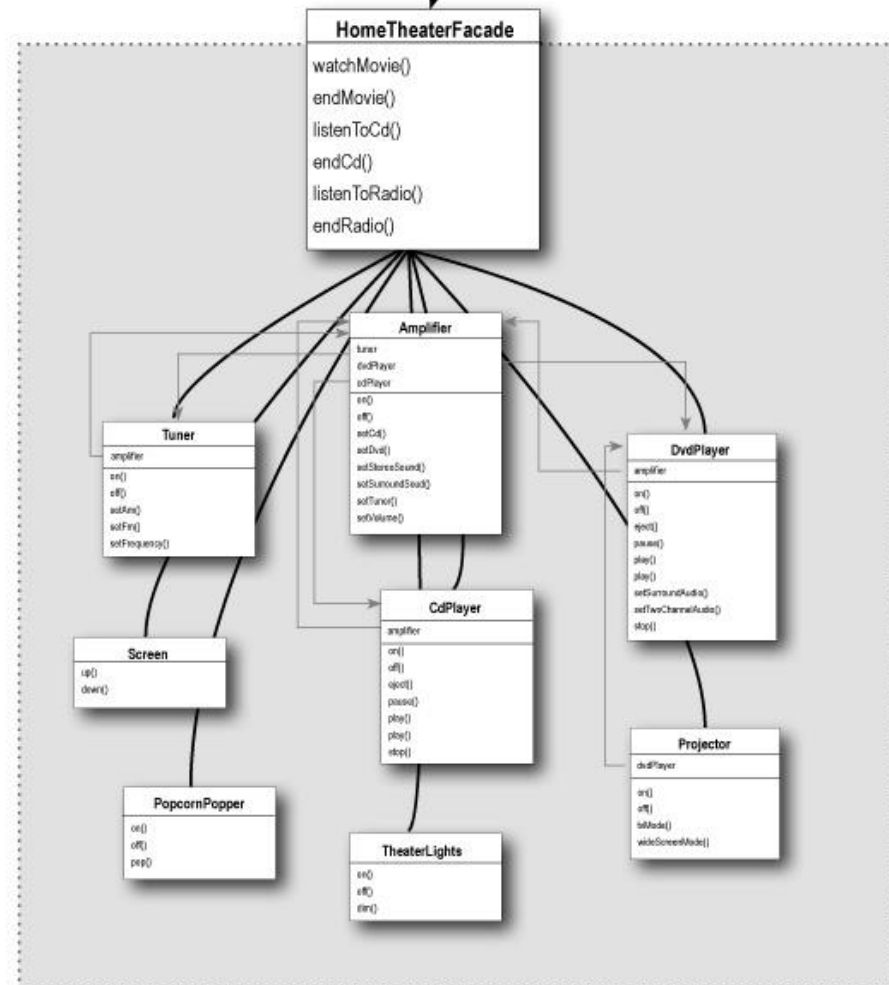 HomeTheaterFacade
watchMovie()
endMovie()
listenToCd()
endCd()
listenToRadio()
endRadio()
Amplifier
tuner
dvdPlayer
cdPlayer
on()
off()
setCd()
setDvd()
setStereoSound()
setSurroundSoud()
setTuner()
setVolume()
Tuner
amplifier
on()
off()
setAm()
setFm()
setFrequency()
DvdPlayer
amplifier
on()
off()
eject()
pause()
play()
play()
setSurroundAudio()
setTwoChannelAudio()
stop()
Screen
up()
down()
CdPlayer
amplifier
on()
off()
eject()
pause()
play()
play()
stop()
Projector
dvdPlayer
on()
off()
tvMode()
wideScreenMode()
PopcornPopper
on()
off()
pop()
TheaterLights
on()
off()
dim()